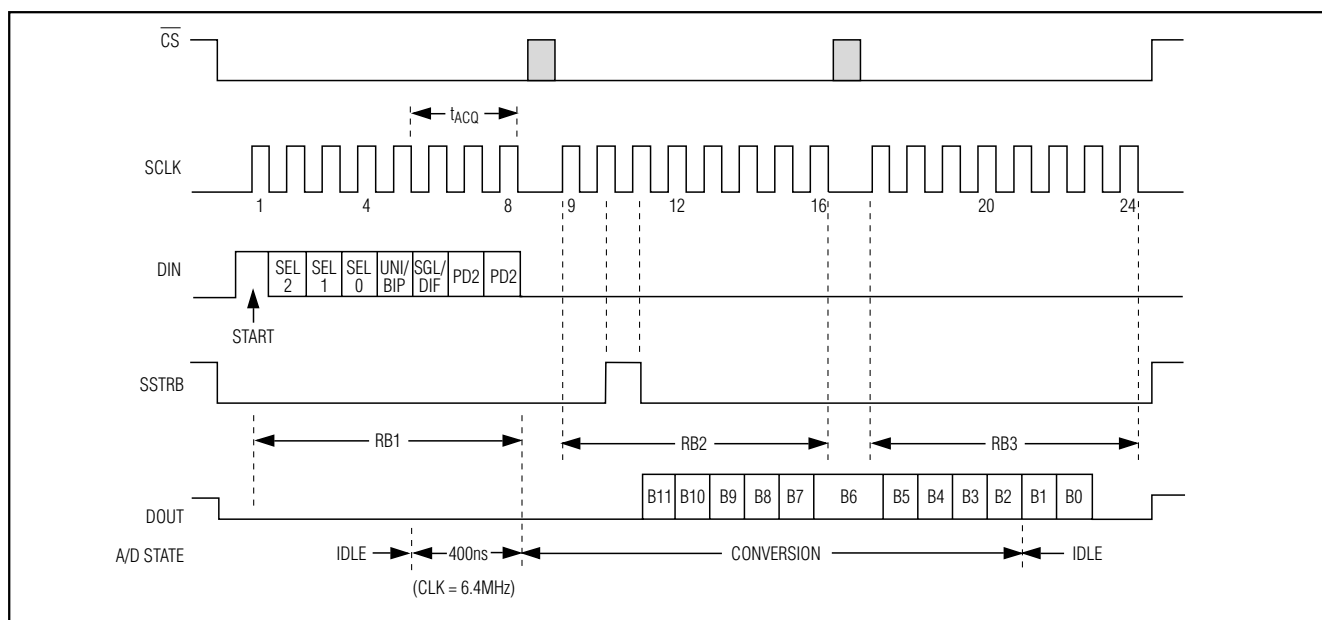 CS
tACQ
SCLK
1 4 8 9 12 16 20 24
DIN
SEL 2 SEL 1 SEL 0 UNI/ BIP SGL/ DIF PD2 PD2
START
SSTRB
RB1 RB2 RB3
B11 B10 B9 B8 B7 B6 B5 B4 B3 B2 B1 B0
DOUT
A/D STATE IDLE 400ns CONVERSION IDLE
(CLK = 6.4MHz)